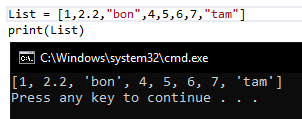 List = [1,2.2,"bon",4,5,6,7,"tam"]
print(List)
C:\Windows\system32\cmd.exe
[1, 2.2, 'bon', 4, 5, 6, 7, 'tam']
Press any key to continue . . .